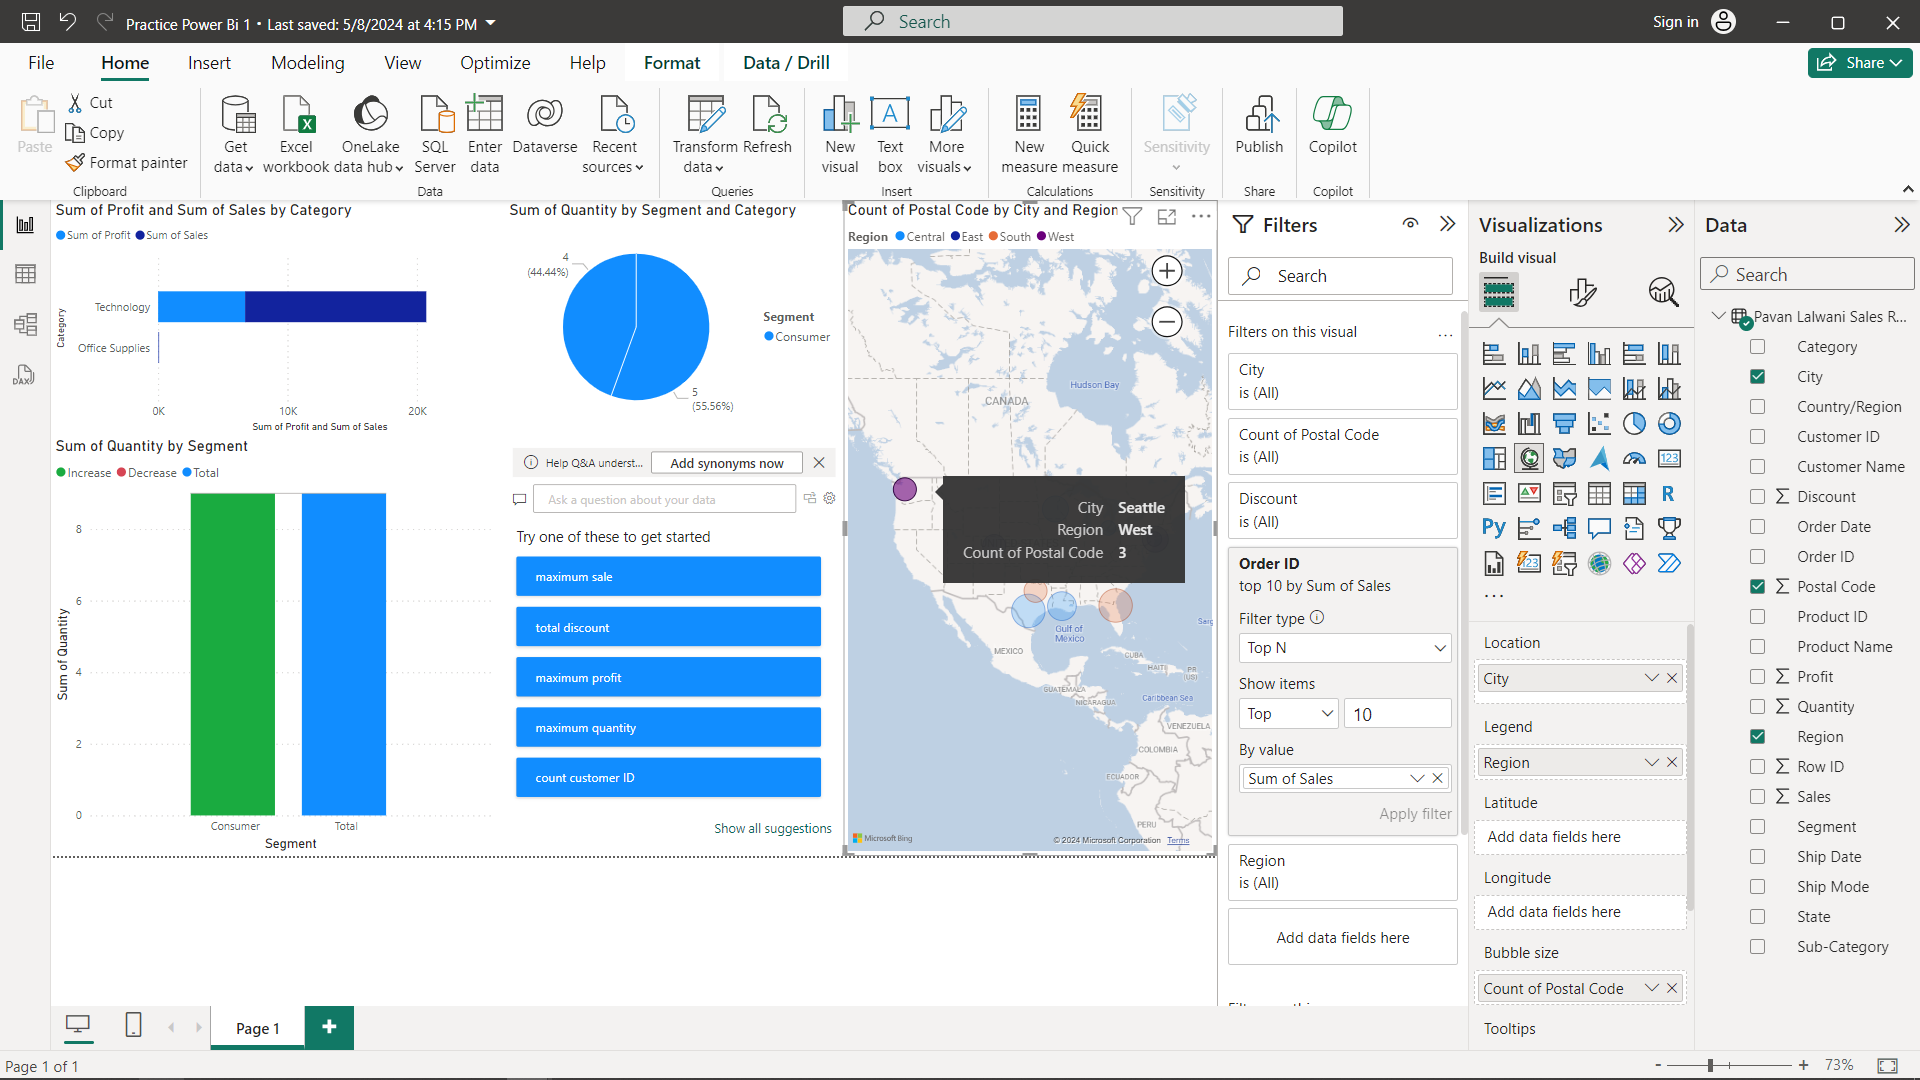 Practice Power Bi 1 • Last saved: 5/8/2024 at 4:15 PM
Search
Sign in
File
Home
Insert
Modeling
View
Optimize
Help
Format
Data / Drill
Share
Paste
Cut
Copy
Format painter
Clipboard
Get data
Excel workbook
OneLake data hub
SQL Server
Enter data
Dataverse
Recent sources
Data
Transform data
Refresh
Queries
New visual
Text box
More visuals
Insert
New measure
Quick measure
Calculations
Sensitivity
Sensitivity
Publish
Share
Copilot
Copilot
Sum of Profit and Sum of Sales by Category
Sum of Profit
Sum of Sales
Category
Technology
Office Supplies
0K
10K
20K
Sum of Profit and Sum of Sales
Sum of Quantity by Segment and Category
4
(44.44%)
5
(55.56%)
Segment
Consumer
Sum of Quantity by Segment
Increase
Decrease
Total
Sum of Quantity
8
6
4
2
0
Consumer
Total
Segment
Help Q&A underst...
Add synonyms now
Ask a question about your data
Try one of these to get started
maximum sale
total discount
maximum profit
maximum quantity
count customer ID
Show all suggestions
Count of Postal Code by City and Region
Region
Central
East
South
West
CANADA
Hudson Bay
City Seattle
Region West
Count of Postal Code 3
Gulf of
Mexico
MEXICO
CUBA
HAITI
PR
(US)
Sarg
GUATEMALA
NICARAGUA
Caribbean Sea
VENEZUELA
COLOMBIA
ECUADOR
PERU
Microsoft Bing
© 2024 Microsoft Corporation
Terms
Filters
Search
Filters on this visual
City
is (All)
Count of Postal Code
is (All)
Discount
is (All)
Order ID
top 10 by Sum of Sales
Filter type
Top N
Show items
Top
10
By value
Sum of Sales
Apply filter
Region
is (All)
Add data fields here
Visualizations
Build visual
R
Py
123
123
Location
City
Legend
Region
Latitude
Add data fields here
Longitude
Add data fields here
Bubble size
Count of Postal Code
Tooltips
Data
Search
Pavan Lalwani Sales R...
Category
City
Country/Region
Customer ID
Customer Name
Discount
Order Date
Order ID
Postal Code
Product ID
Product Name
Profit
Quantity
Region
Row ID
Sales
Segment
Ship Date
Ship Mode
State
Sub-Category
DAX
Page 1
Page 1 of 1
73%